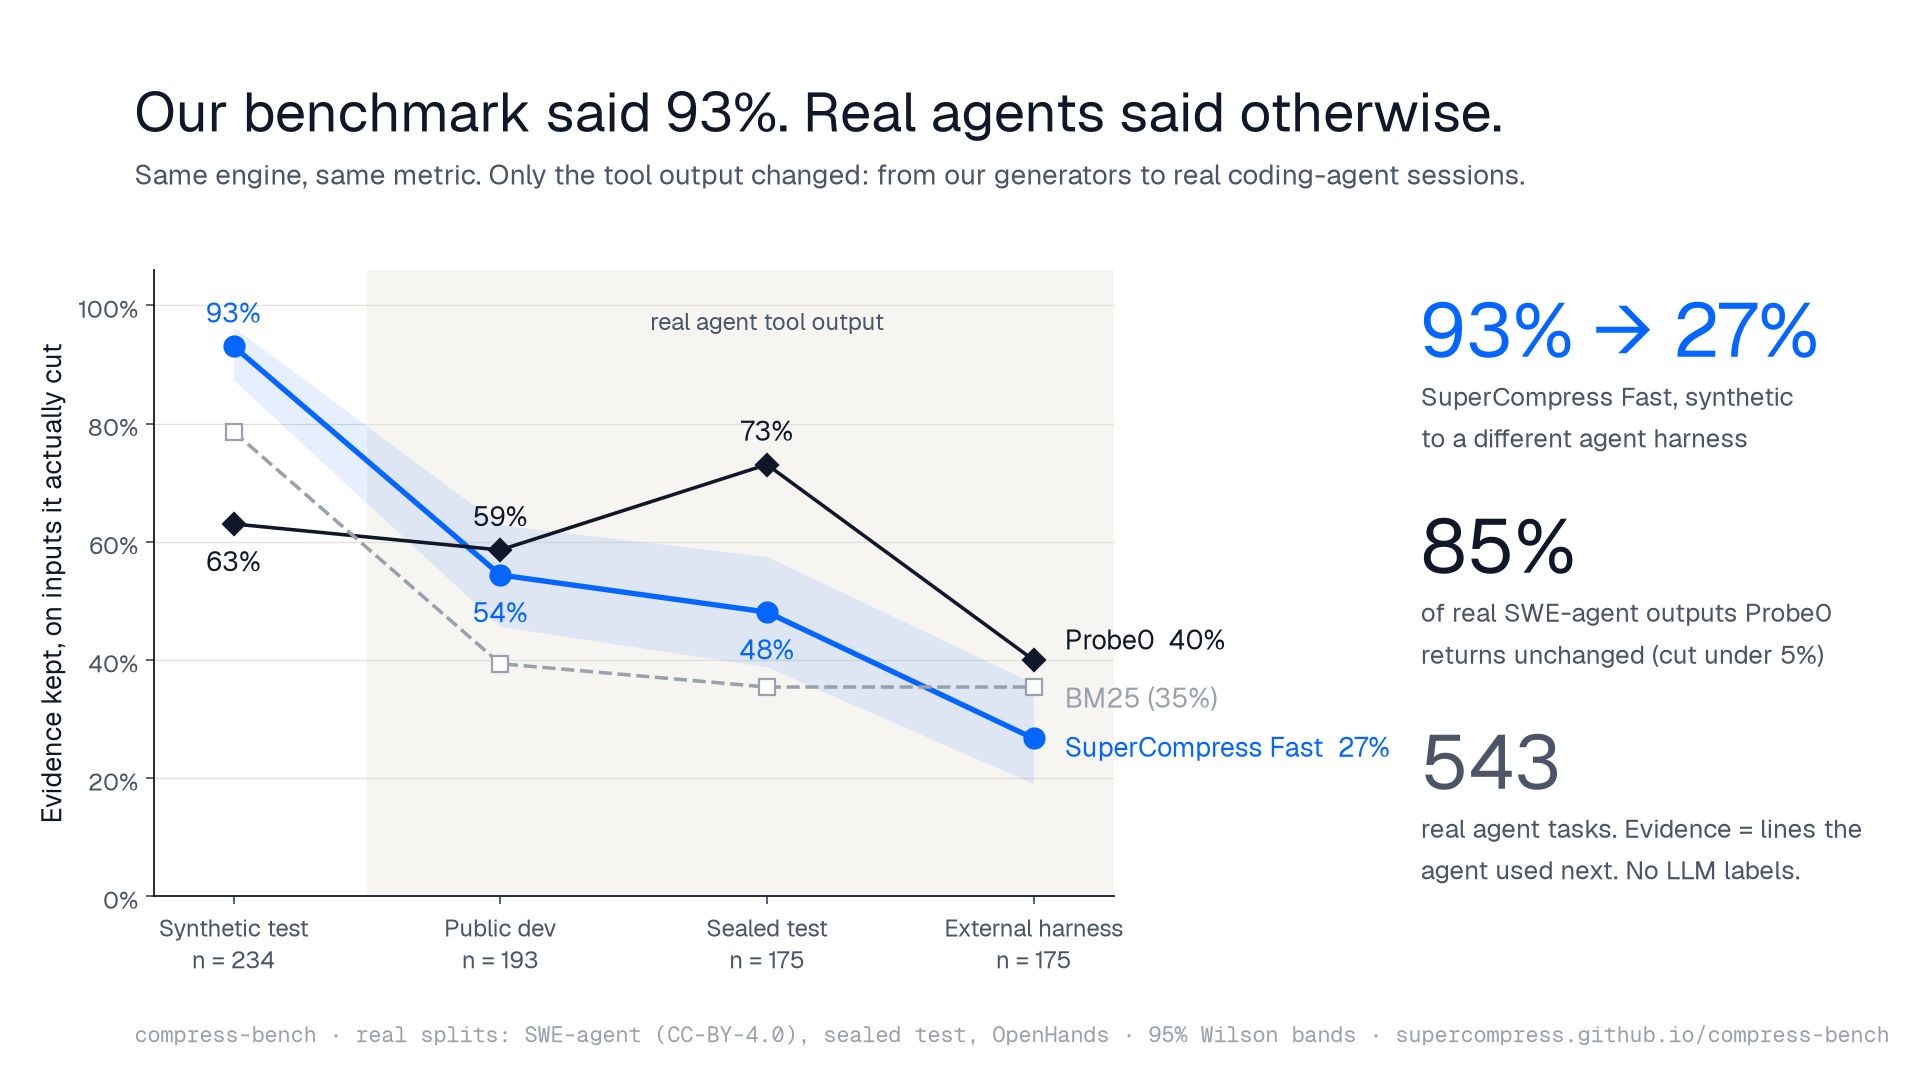 Our benchmark said 93%. Real agents said otherwise.
Same engine, same metric. Only the tool output changed: from our generators to real coding-agent sessions.
Evidence kept, on inputs it actually cut
100%
80%
60%
40%
20%
0%
real agent tool output
93%
63%
59%
54%
73%
48%
Probe0 40%
BM25 (35%)
SuperCompress Fast 27%
Synthetic test
n = 234
Public dev
n = 193
Sealed test
n = 175
External harness
n = 175
93% → 27%
SuperCompress Fast, synthetic
to a different agent harness
85%
of real SWE-agent outputs Probe0
returns unchanged (cut under 5%)
543
real agent tasks. Evidence = lines the
agent used next. No LLM labels.
compress-bench · real splits: SWE-agent (CC-BY-4.0), sealed test, OpenHands · 95% Wilson bands · supercompress.github.io/compress-bench